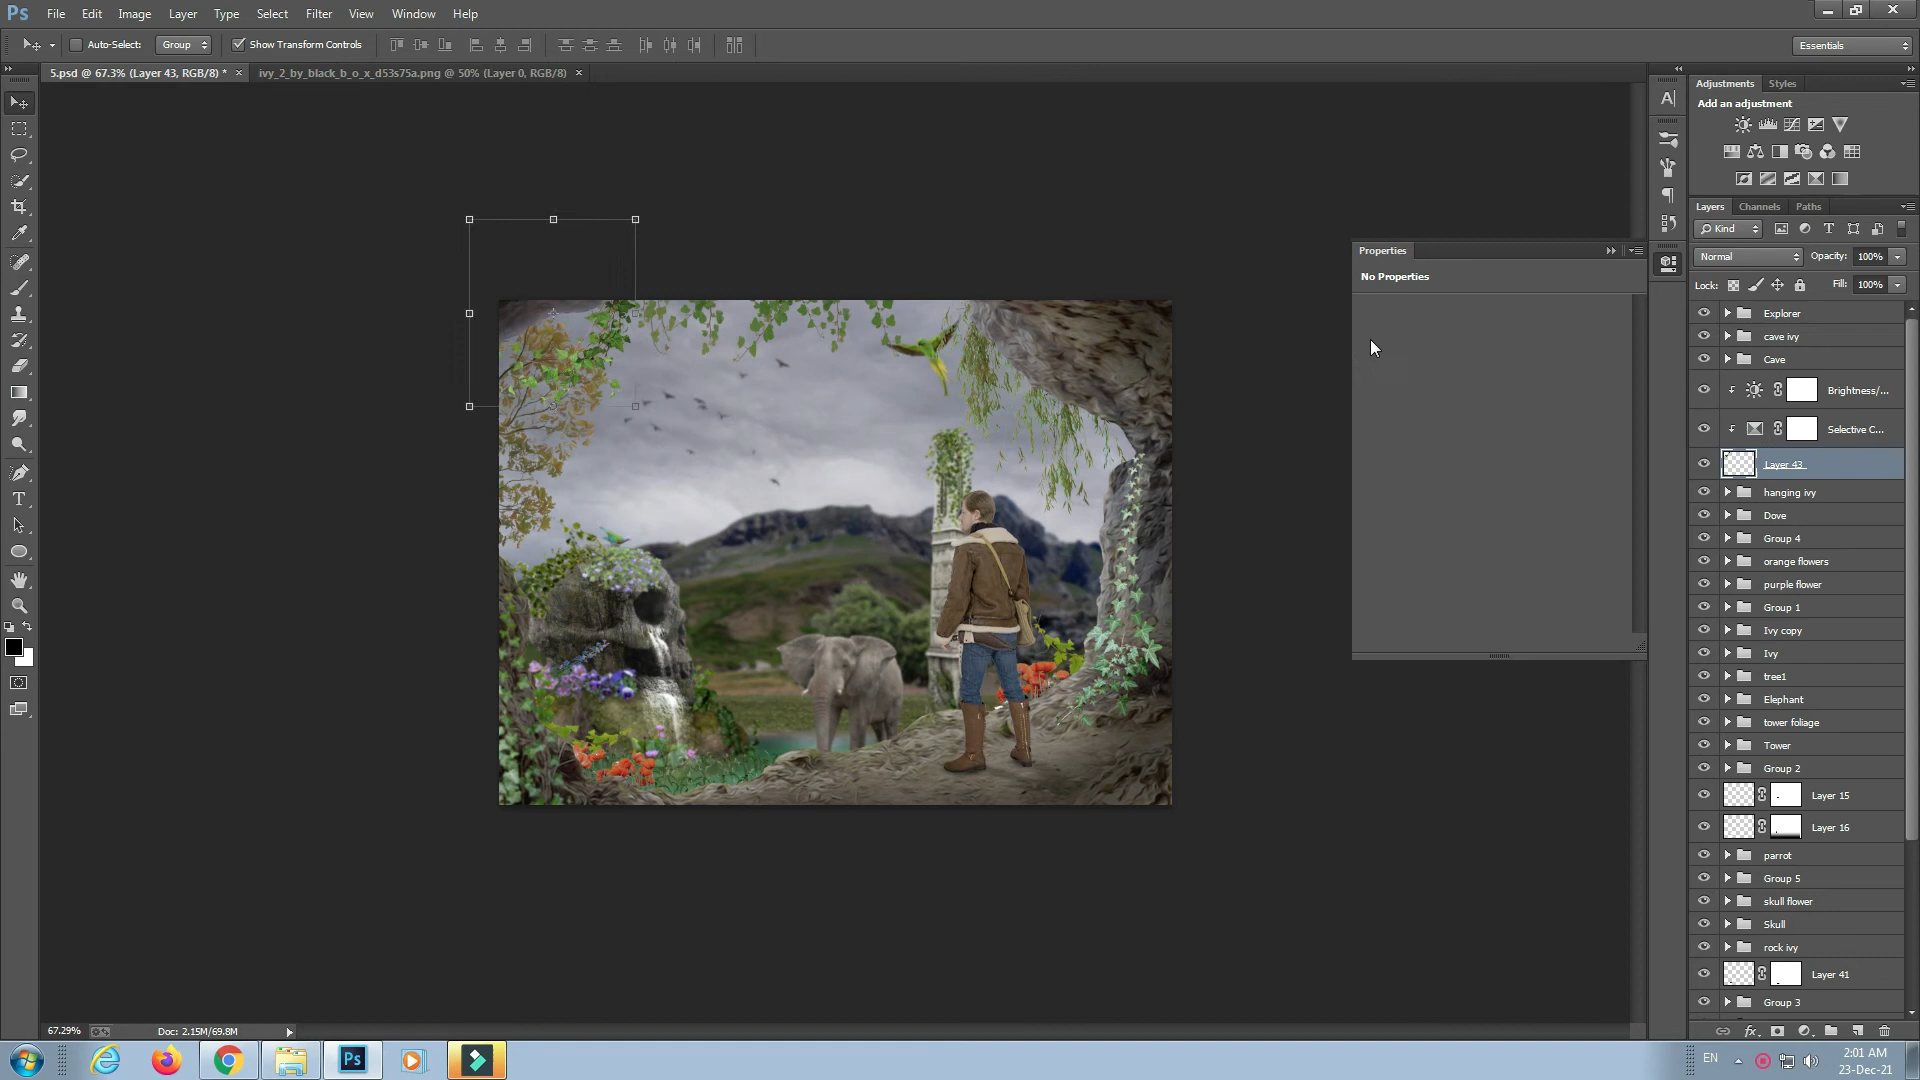 Ps File Edit Image Layer Type Select Filter View Window Help
Auto-Select: Group Show Transform Controls Essentials
5.psd @ 67.3% (Layer 43, RGB/8) * × ivy_2_by_black_b_o_x_d53s75a.png @ 50% (Layer 0, RGB/8) ×
Adjustments Styles
Add an adjustment
Layers Channels Paths
Kind
Normal Opacity: 100%
Lock: Fill: 100%
Properties
No Properties
Explorer
cave ivy
Cave
Brightness/...
Selective C...
Layer 43
hanging ivy
Dove
Group 4
orange flowers
purple flower
Group 1
Ivy copy
Ivy
tree1
Elephant
tower foliage
Tower
Group 2
Layer 15
Layer 16
parrot
Group 5
skull flower
Skull
rock ivy
Layer 41
Group 3
67.29% Doc: 2.15M/69.8M
Ps
EN
2:01 AM
23-Dec-21